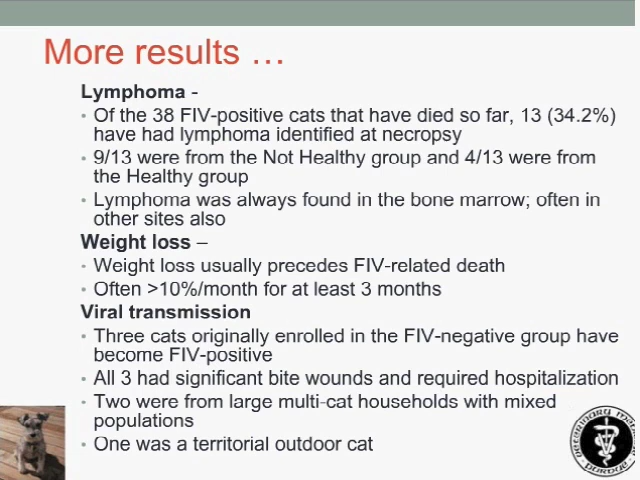 More results …
Lymphoma -
• Of the 38 FIV-positive cats that have died so far, 13 (34.2%)
have had lymphoma identified at necropsy
• 9/13 were from the Not Healthy group and 4/13 were from
the Healthy group
• Lymphoma was always found in the bone marrow; often in
other sites also
Weight loss –
• Weight loss usually precedes FIV-related death
• Often >10%/month for at least 3 months
Viral transmission
• Three cats originally enrolled in the FIV-negative group have
become FIV-positive
• All 3 had significant bite wounds and required hospitalization
• Two were from large multi-cat households with mixed
populations
• One was a territorial outdoor cat
VETERINARY
PURDUE